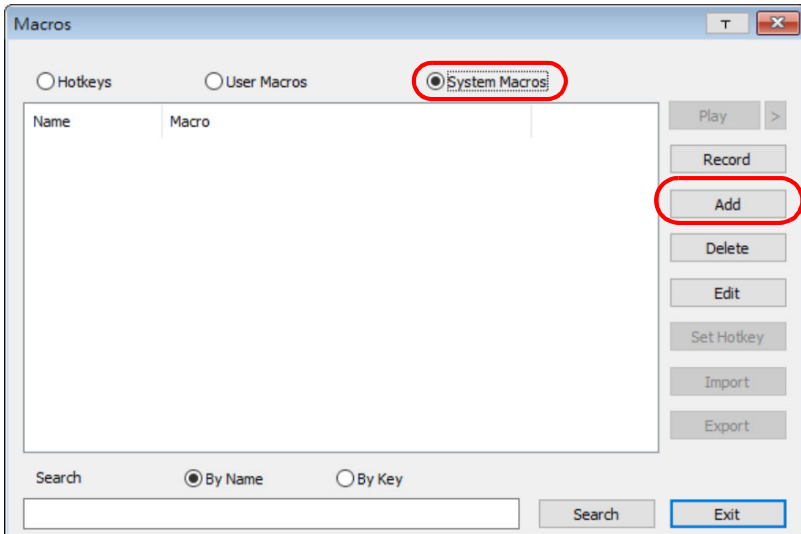 Macros T
Hotkeys User Macros System Macros
Name Macro
Play >
Record
Add
Delete
Edit
Set Hotkey
Import
Export
Search By Name By Key
Search Exit